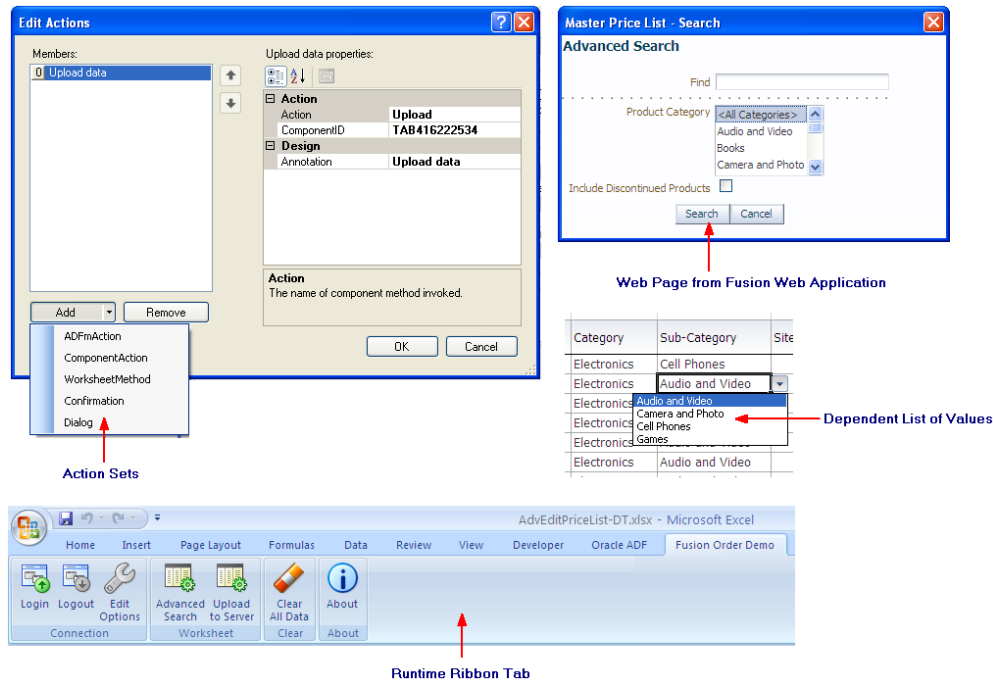 Edit Actions
Members:
0 Upload data
Upload data properties:
Action
Action Upload
ComponentID TAB416222534
Design
Annotation Upload data
Action
The name of component method invoked.
Add Remove
OK Cancel
ADFmAction
ComponentAction
WorksheetMethod
Confirmation
Dialog
Action Sets
Master Price List - Search
Advanced Search
Find
Product Category <All Categories>
Audio and Video
Books
Camera and Photo
Include Discontinued Products
Search Cancel
Web Page from Fusion Web Application
Category Sub-Category Site
Electronics Cell Phones
Electronics Audio and Video
Electronics Audio and Video
Electronics Camera and Photo
Electronics Cell Phones
Electronics Games
Electronics Audio and Video
Dependent List of Values
AdvEditPriceList-DT.xlsx - Microsoft Excel
Home Insert Page Layout Formulas Data Review View Developer Oracle ADF Fusion Order Demo
Login Logout Edit Options Advanced Search Upload to Server Clear All Data About
Connection Worksheet Clear About
Runtime Ribbon Tab